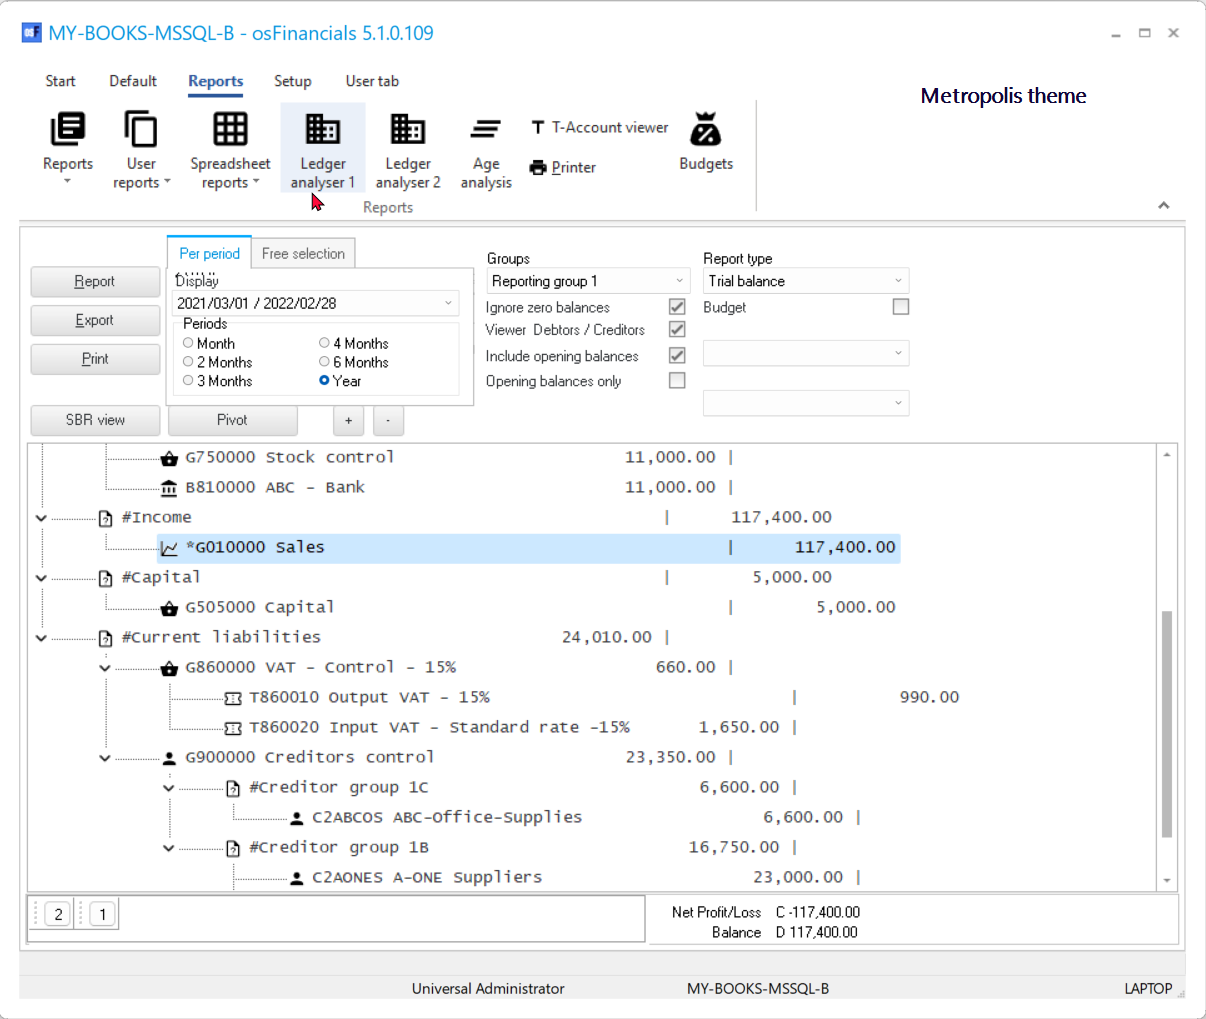 MY-BOOKS-MSSQL-B - osFinancials 5.1.0.109
Start Default Reports Setup User tab
Metropolis theme
Reports
User reports
Spreadsheet reports
Ledger analyser 1
Ledger analyser 2
Age analysis
T-Account viewer
Printer
Budgets
Reports
Report
Export
Print
Per period Free selection
Display
2021/03/01 / 2022/02/28
Periods
Month 4 Months
2 Months 6 Months
3 Months Year
Groups
Reporting group 1
Ignore zero balances
Viewer Debtors / Creditors
Include opening balances
Opening balances only
Report type
Trial balance
Budget
SBR view Pivot + -
G750000 Stock control 11,000.00 |
B810000 ABC - Bank 11,000.00 |
#Income | 117,400.00
*G010000 Sales | 117,400.00
#Capital | 5,000.00
G505000 Capital | 5,000.00
#Current liabilities 24,010.00 |
G860000 VAT - Control - 15% 660.00 |
T860010 Output VAT - 15% | 990.00
T860020 Input VAT - Standard rate -15% 1,650.00 |
G900000 Creditors control 23,350.00 |
#Creditor group 1C 6,600.00 |
C2ABCOS ABC-Office-Supplies 6,600.00 |
#Creditor group 1B 16,750.00 |
C2AONES A-ONE Suppliers 23,000.00 |
2 1
Net Profit/Loss C -117,400.00
Balance D 117,400.00
Universal Administrator MY-BOOKS-MSSQL-B LAPTOP